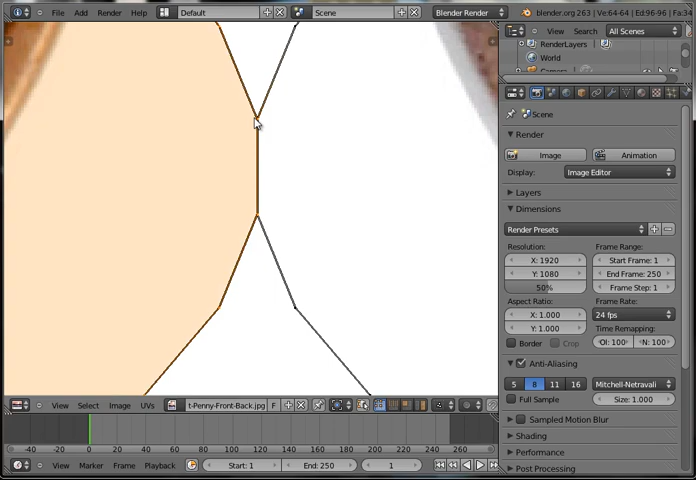 File Add Render Help Default Scene Blender Render blender.org 263 | Ve:64-64 | Ed:96-96 | Fa:34
View Search All Scenes
RenderLayers
World
Camera
Scene
Render
Image Animation
Display: Image Editor
Layers
Dimensions
Render Presets
Resolution: Frame Range:
X: 1920 Start Frame: 1
Y: 1080 End Frame: 250
50% Frame Step: 1
Aspect Ratio: Frame Rate:
X: 1.000 24 fps
Y: 1.000 Time Remapping:
Border Crop Ol: 100 N: 100
Anti-Aliasing
5 8 11 16 Mitchell-Netravali
Full Sample Size: 1.000
Sampled Motion Blur
Shading
Performance
Post Processing
View Select Image UVs t-Penny-Front-Back.jpg F
-40 -20 0 20 40 60 80 100 120 140 160 180 200 220 240 260
View Marker Frame Playback Start: 1 End: 250 1